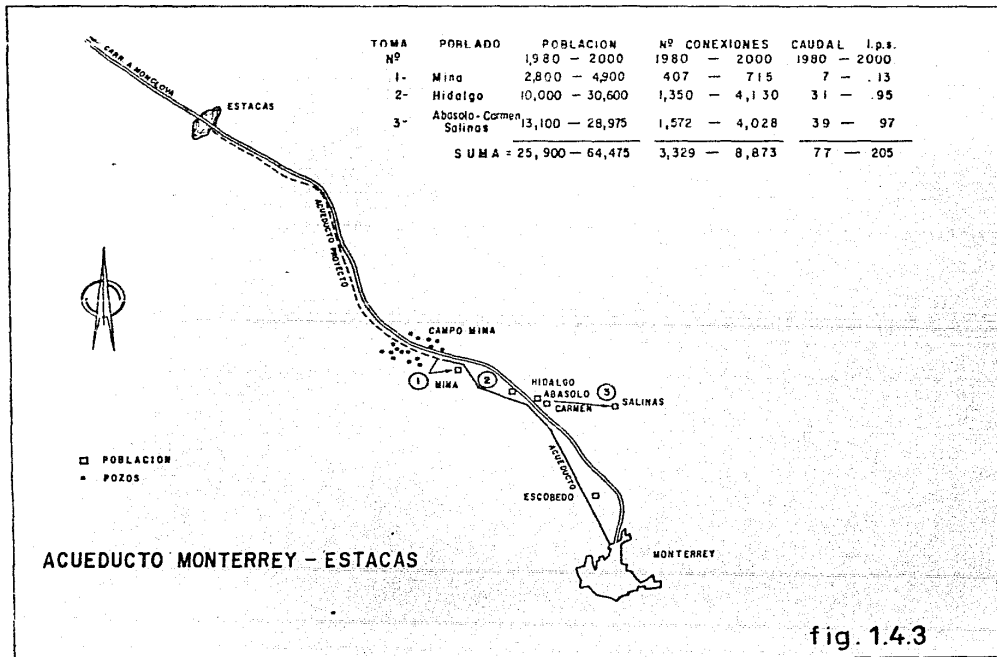 TOMA POBLADO POBLACION Nº CONEXIONES CAUDAL l.p.s.
Nº 1,980 — 2000 1980 — 2000 1980 — 2000
1- Mina 2,800 — 4,900 407 — 715 7 — .13
2- Hidalgo 10,000 — 30,600 1,350 — 4,130 31 — .95
3- Abasolo-Carmen Salinas 13,100 — 28,975 1,572 — 4,028 39 — 97
SUMA = 25,900 — 64,475 3,329 — 8,873 77 — 205
CARR. A MONCLOVA
ESTACAS
ACUEDUCTO PROYECTO
CAMPO MINA
1 MINA
2
HIDALGO
ABASOLO
CARMEN
3
SALINAS
ACUEDUCTO
ESCOBEDO
MONTERREY
POBLACION
POZOS
ACUEDUCTO MONTERREY – ESTACAS
fig. 1.4.3